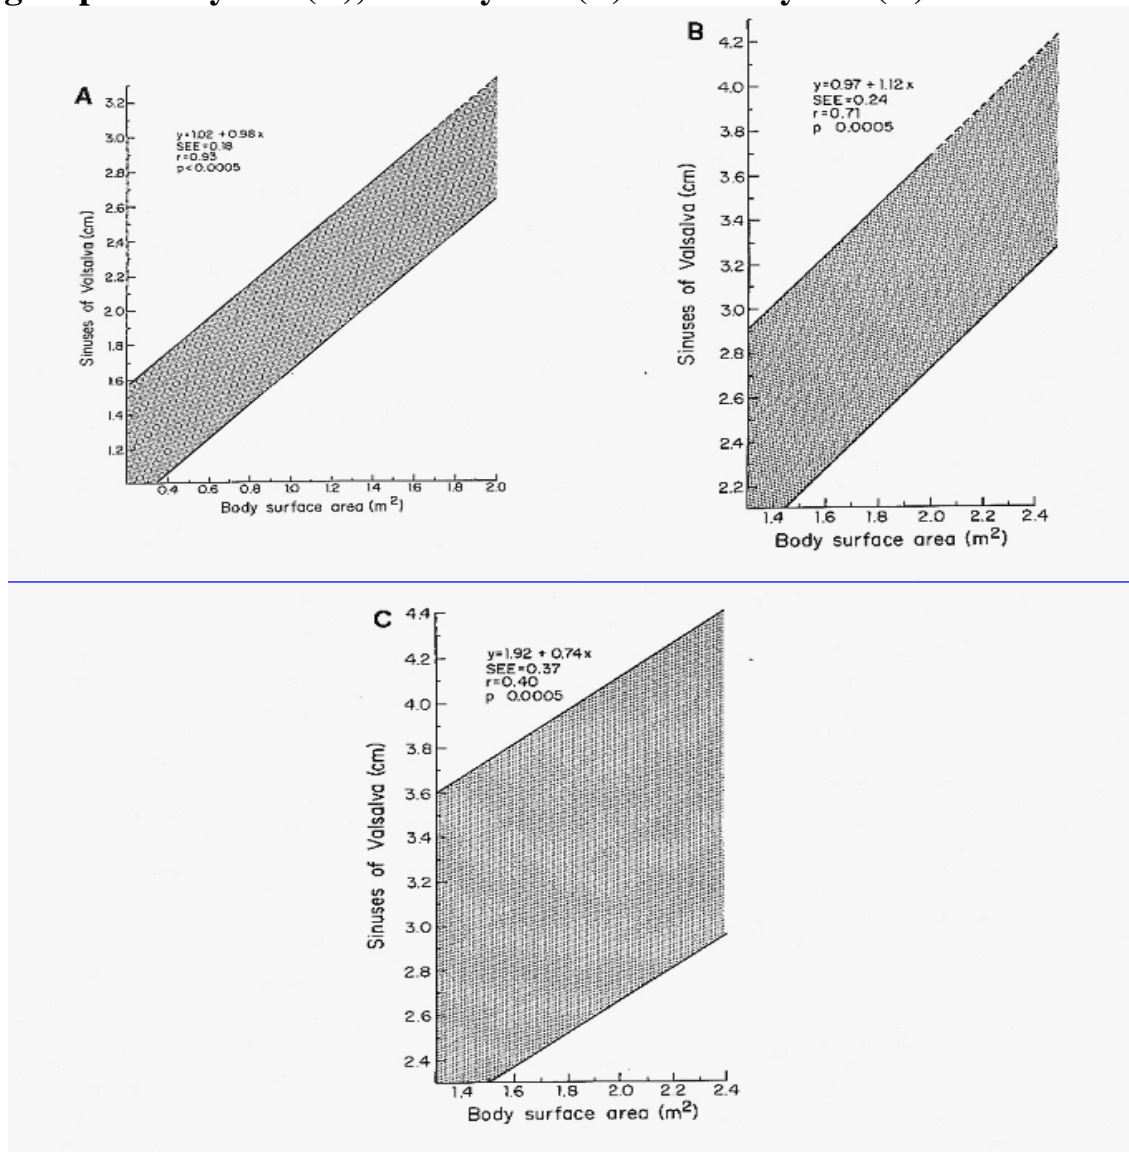 A
y=1.02 + 0.98x
SEE=0.18
r=0.93
p<0.0005
3.2
3.0
2.8
2.6
2.4
2.2
2.0
1.8
1.6
1.4
1.2
Sinuses of Valsalva (cm)
0.4 0.6 0.8 1.0 1.2 1.4 1.6 1.8 2.0
Body surface area (m²)
B
y=0.97 + 1.12x
SEE=0.24
r=0.71
p 0.0005
4.2
4.0
3.8
3.6
3.4
3.2
3.0
2.8
2.6
2.4
2.2
Sinuses of Valsalva (cm)
1.4 1.6 1.8 2.0 2.2 2.4
Body surface area (m²)
C
y=1.92 + 0.74x
SEE=0.37
r=0.40
p 0.0005
4.4
4.2
4.0
3.8
3.6
3.4
3.2
3.0
2.8
2.6
2.4
Sinuses of Valsalva (cm)
1.4 1.6 1.8 2.0 2.2 2.4
Body surface area (m²)